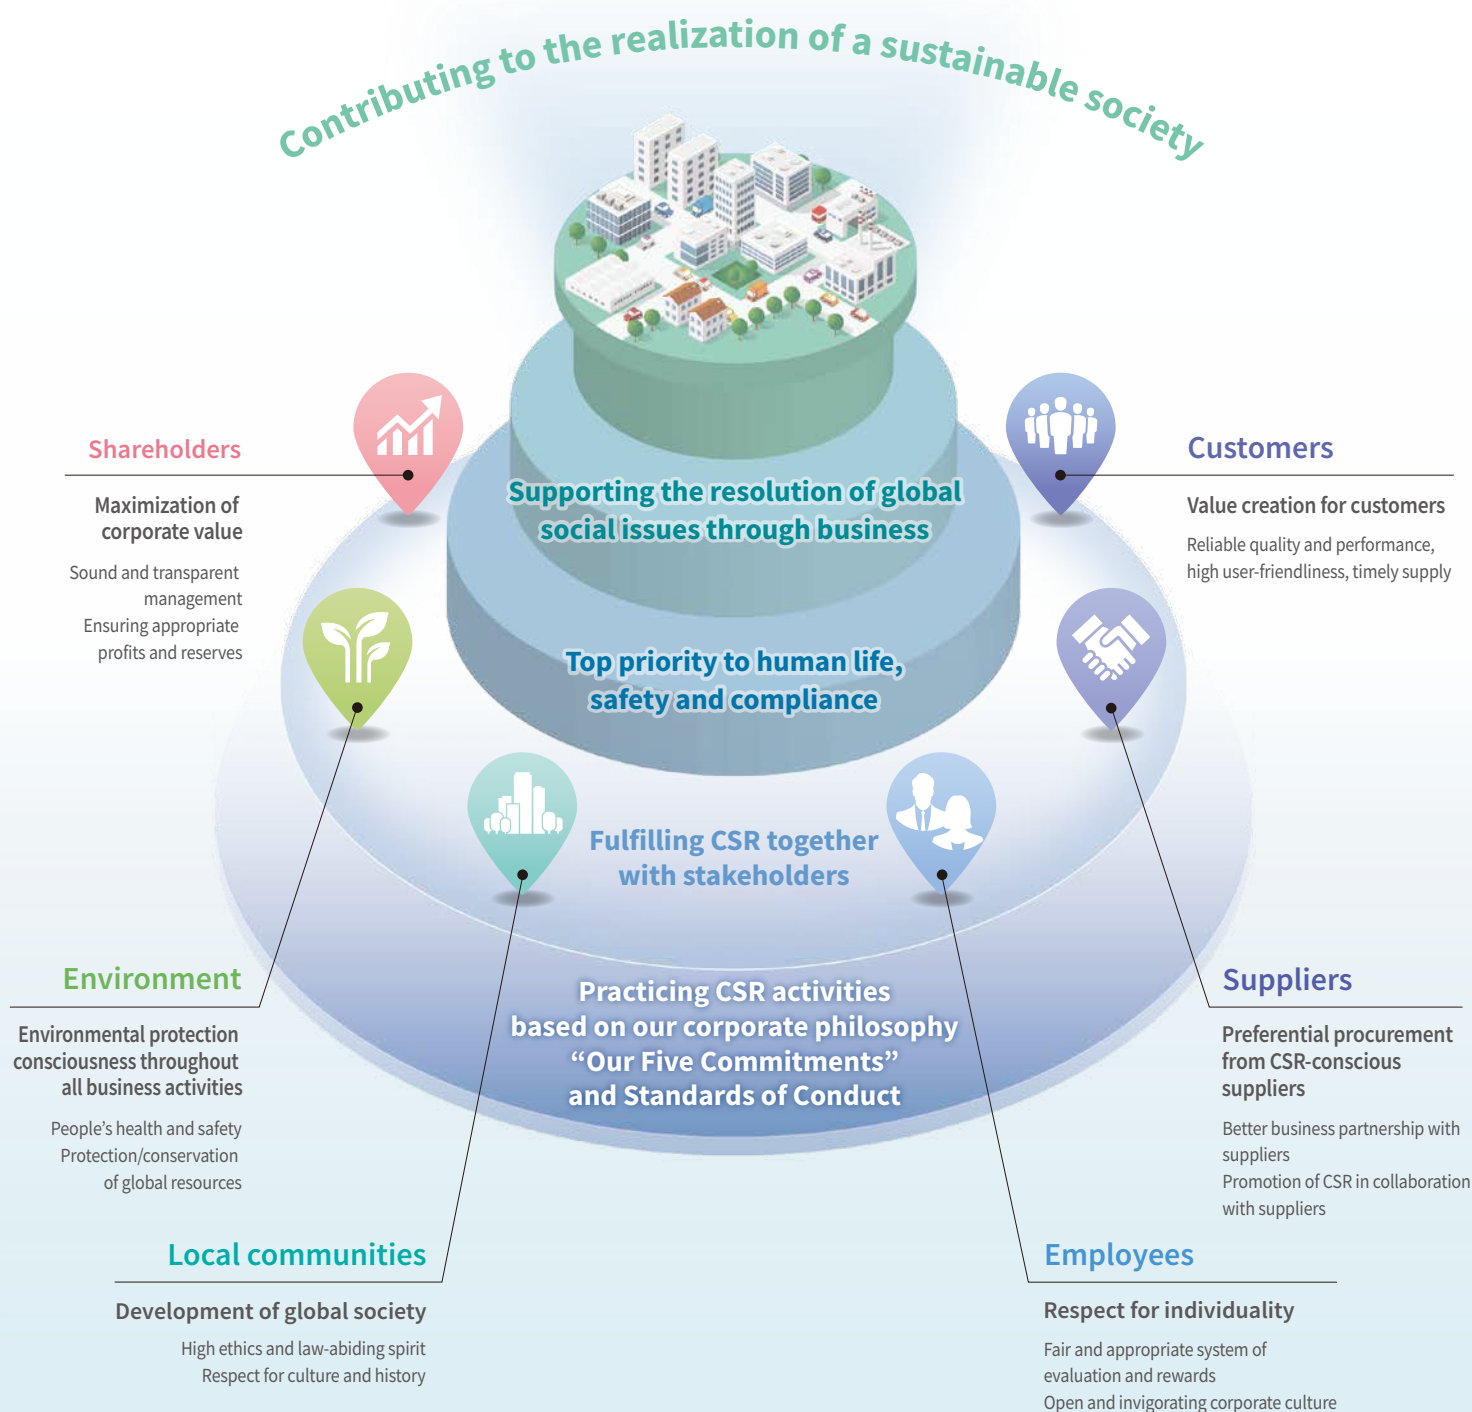 Contributing to the realization of a sustainable society
Supporting the resolution of global
social issues through business
Top priority to human life,
safety and compliance
Fulfilling CSR together
with stakeholders
Practicing CSR activities
based on our corporate philosophy
“Our Five Commitments”
and Standards of Conduct
Shareholders
Maximization of
corporate value
Sound and transparent
management
Ensuring appropriate
profits and reserves
Customers
Value creation for customers
Reliable quality and performance,
high user-friendliness, timely supply
Environment
Environmental protection
consciousness throughout
all business activities
People’s health and safety
Protection/conservation
of global resources
Suppliers
Preferential procurement
from CSR-conscious
suppliers
Better business partnership with
suppliers
Promotion of CSR in collaboration
with suppliers
Local communities
Development of global society
High ethics and law-abiding spirit
Respect for culture and history
Employees
Respect for individuality
Fair and appropriate system of
evaluation and rewards
Open and invigorating corporate culture